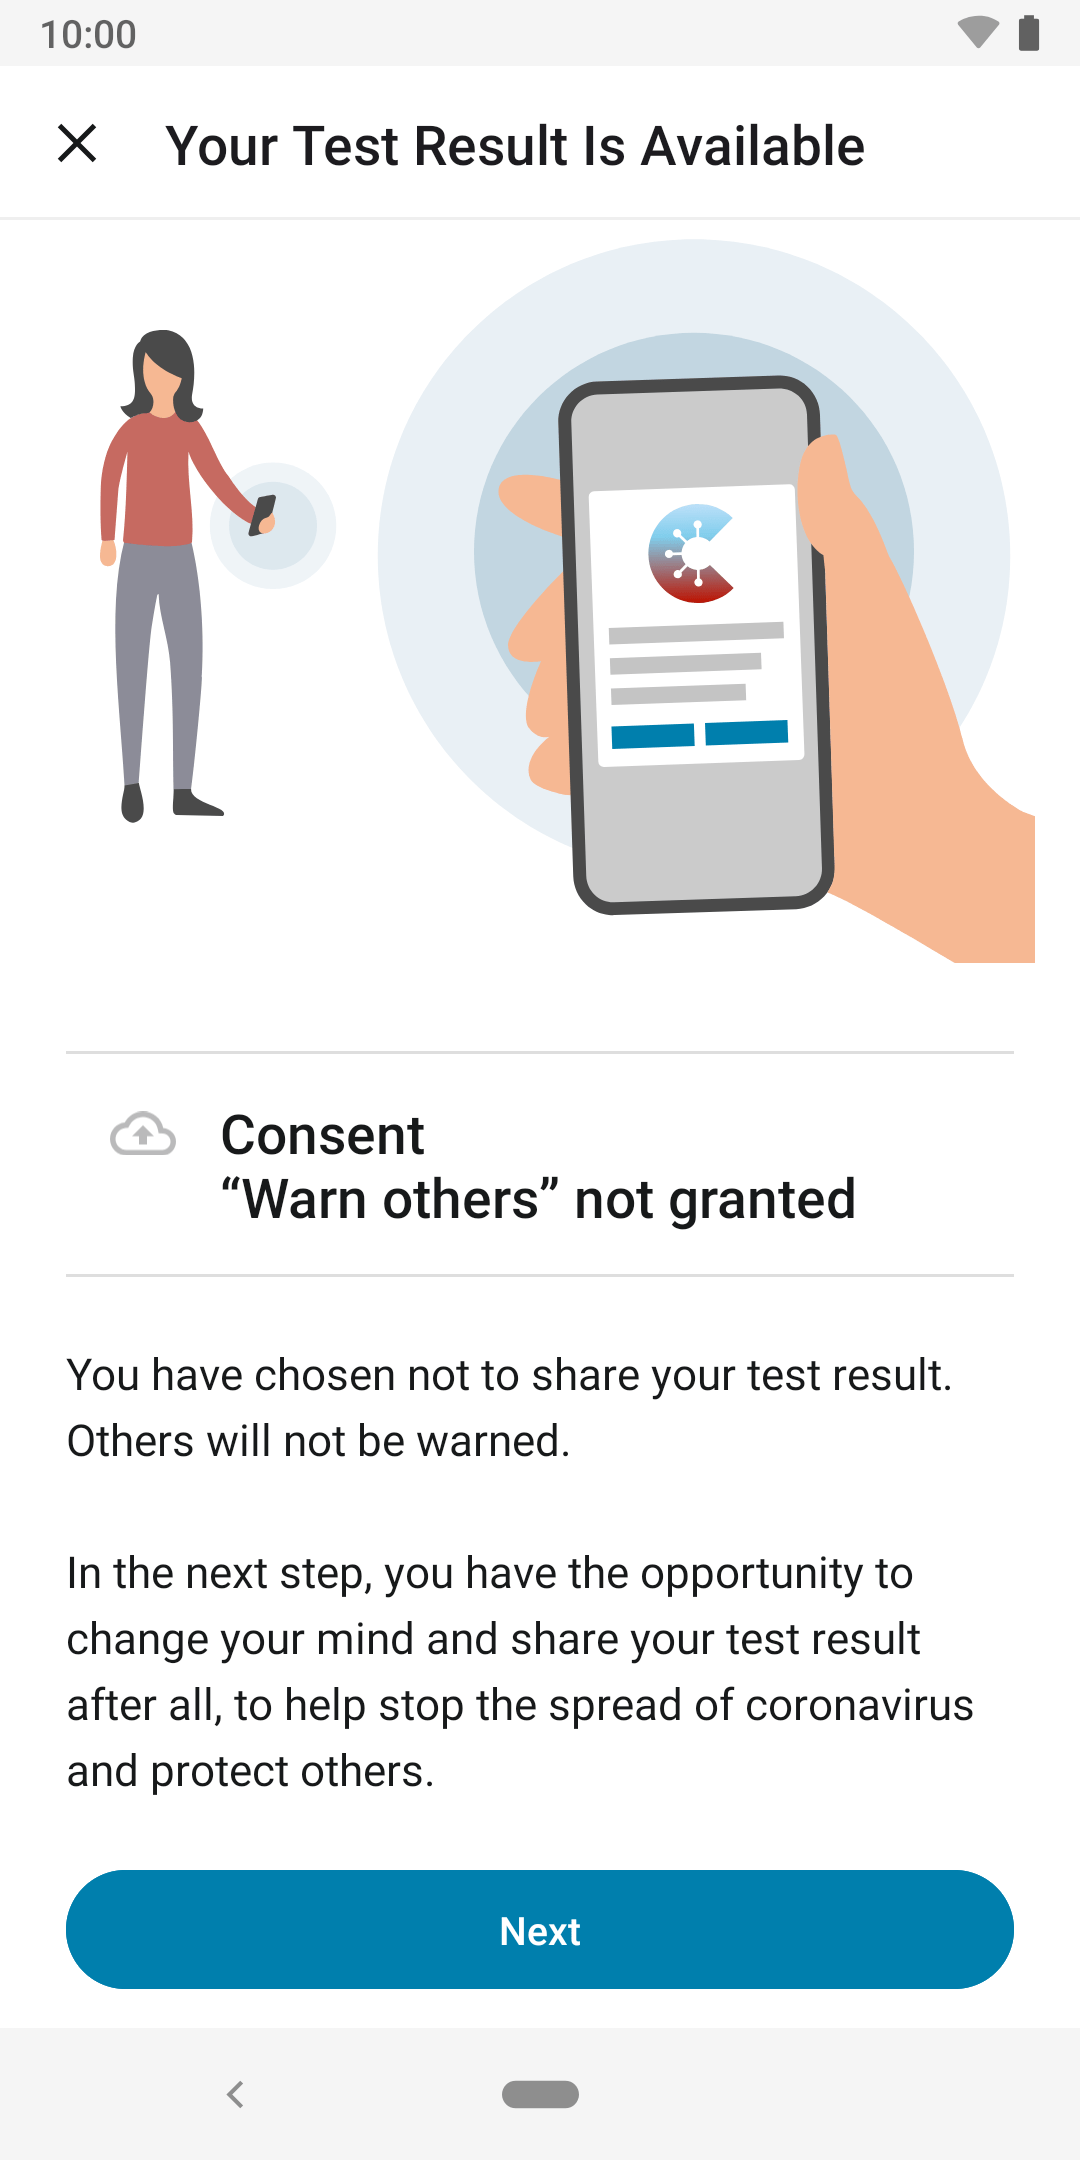 10:00
Your Test Result Is Available
Consent
“Warn others” not granted
You have chosen not to share your test result.
Others will not be warned.
In the next step, you have the opportunity to
change your mind and share your test result
after all, to help stop the spread of coronavirus
and protect others.
Next